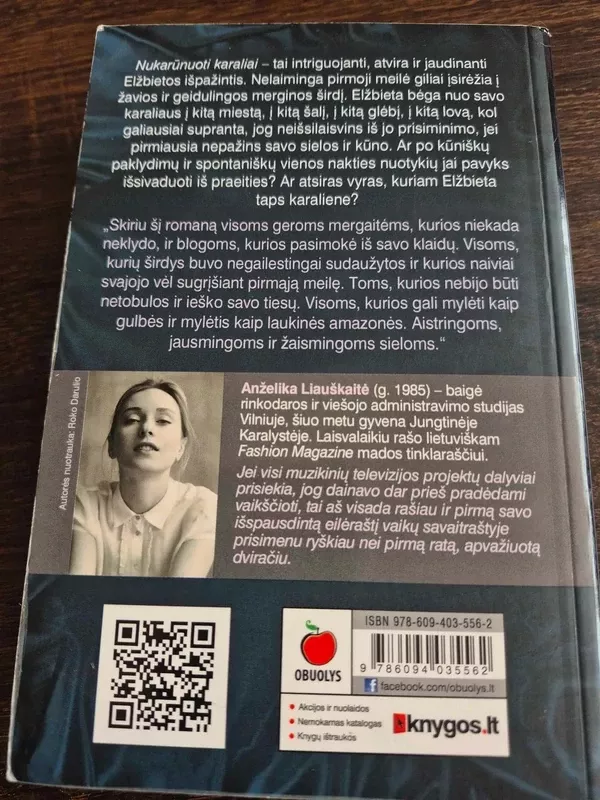 Nukarūnuoti karaliai – tai intriguojanti, atvira ir jaudinanti
Elžbietos išpažintis. Nelaiminga pirmoji meilė giliai įsirėžia į
žavios ir geidulingos merginos širdį. Elžbieta bėga nuo savo
karaliaus į kitą miestą, į kitą šalį, į kitą glėbį, į kitą lovą, kol
galiausiai supranta, jog neišsilaisvins iš jo prisiminimo, jei
pirmiausia nepažins savo sielos ir kūno. Ar po kūniškų
paklydimų ir spontaniškų vienos nakties nuotykių jai pavyks
išsivaduoti iš praeities? Ar atsiras vyras, kuriam Elžbieta
taps karaliene?
„Skiriu šį romaną visoms geroms mergaitėms, kurios niekada
neklydo, ir blogoms, kurios pasimokė iš savo klaidų. Visoms,
kurių širdys buvo negailestingai sudaužytos ir kurios naiviai
svajojo vėl sugrįšiant pirmąją meilę. Toms, kurios nebijo būti
netobulos ir ieško savo tiesų. Visoms, kurios gali mylėti kaip
gulbės ir mylėtis kaip laukinės amazonės. Aistringoms,
jausmingoms ir žaismingoms sieloms.“
Autorės nuotrauka: Roko Darulio
Anželika Liauškaitė (g. 1985) – baigė
rinkodaros ir viešojo administravimo studijas
Vilniuje, šiuo metu gyvena Jungtinėje
Karalystėje. Laisvalaikiu rašo lietuviškam
Fashion Magazine mados tinklaraščiui.
Jei visi muzikinių televizijos projektų dalyviai
prisiekia, jog dainavo dar prieš pradėdami
vaikščioti, tai aš visada rašiau ir pirmą savo
išspausdintą eilėraštį vaikų savaitraštyje
prisimenu ryškiau nei pirmą ratą, apvažiuotą
dviračiu.
OBUOLYS
ISBN 978-609-403-556-2
9 786094 035562
f facebook.com/obuolys.lt
• Akcijos ir nuolaidos
• Nemokamas katalogas
• Knygų ištraukos
knygos.lt